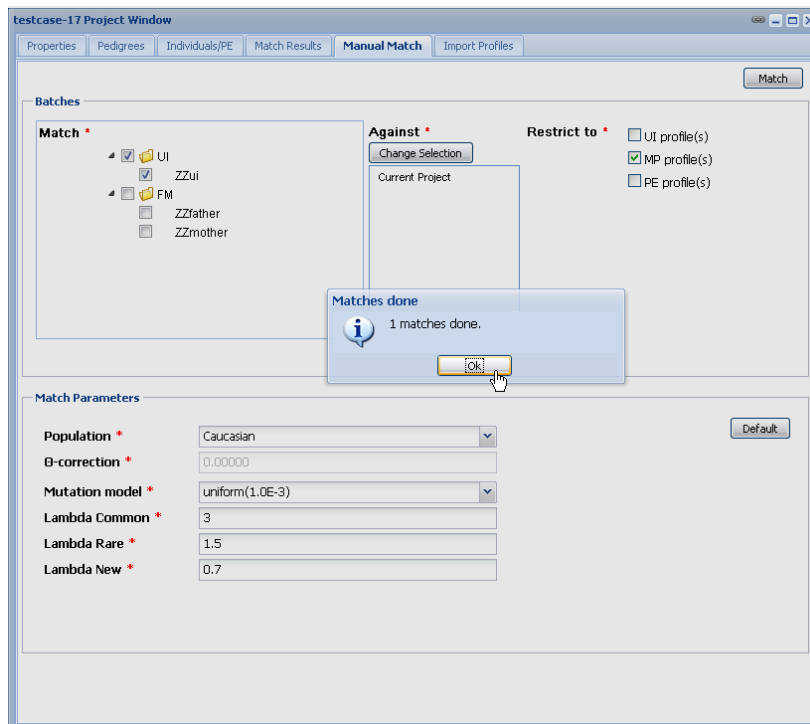 testcase-17 Project Window
Properties Pedigrees Individuals/PE Match Results Manual Match Import Profiles
Match
Batches
Match * Against * Restrict to *
UI
ZZui
FM
ZZfather
ZZmother
Change Selection
Current Project
UI profile(s)
MP profile(s)
PE profile(s)
Matches done
1 matches done.
Ok
Match Parameters
Default
Population * Caucasian
θ-correction * 0.00000
Mutation model * uniform(1.0E-3)
Lambda Common * 3
Lambda Rare * 1.5
Lambda New * 0.7